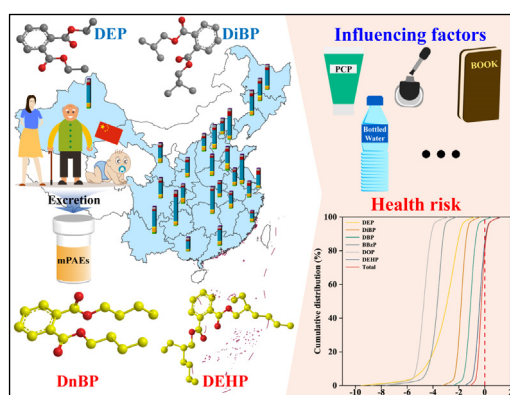 DEP
DiBP
Excretion
mPAEs
DnBP
DEHP
Influencing factors
PCP
Bottled
Water
BOOK
Health risk
Cumulative distribution (%)
100
80
60
40
20
0
DEP
DiBP
DBP
BBzP
DOP
DEHP
Total
-10
-8
-6
-4
-2
0
2